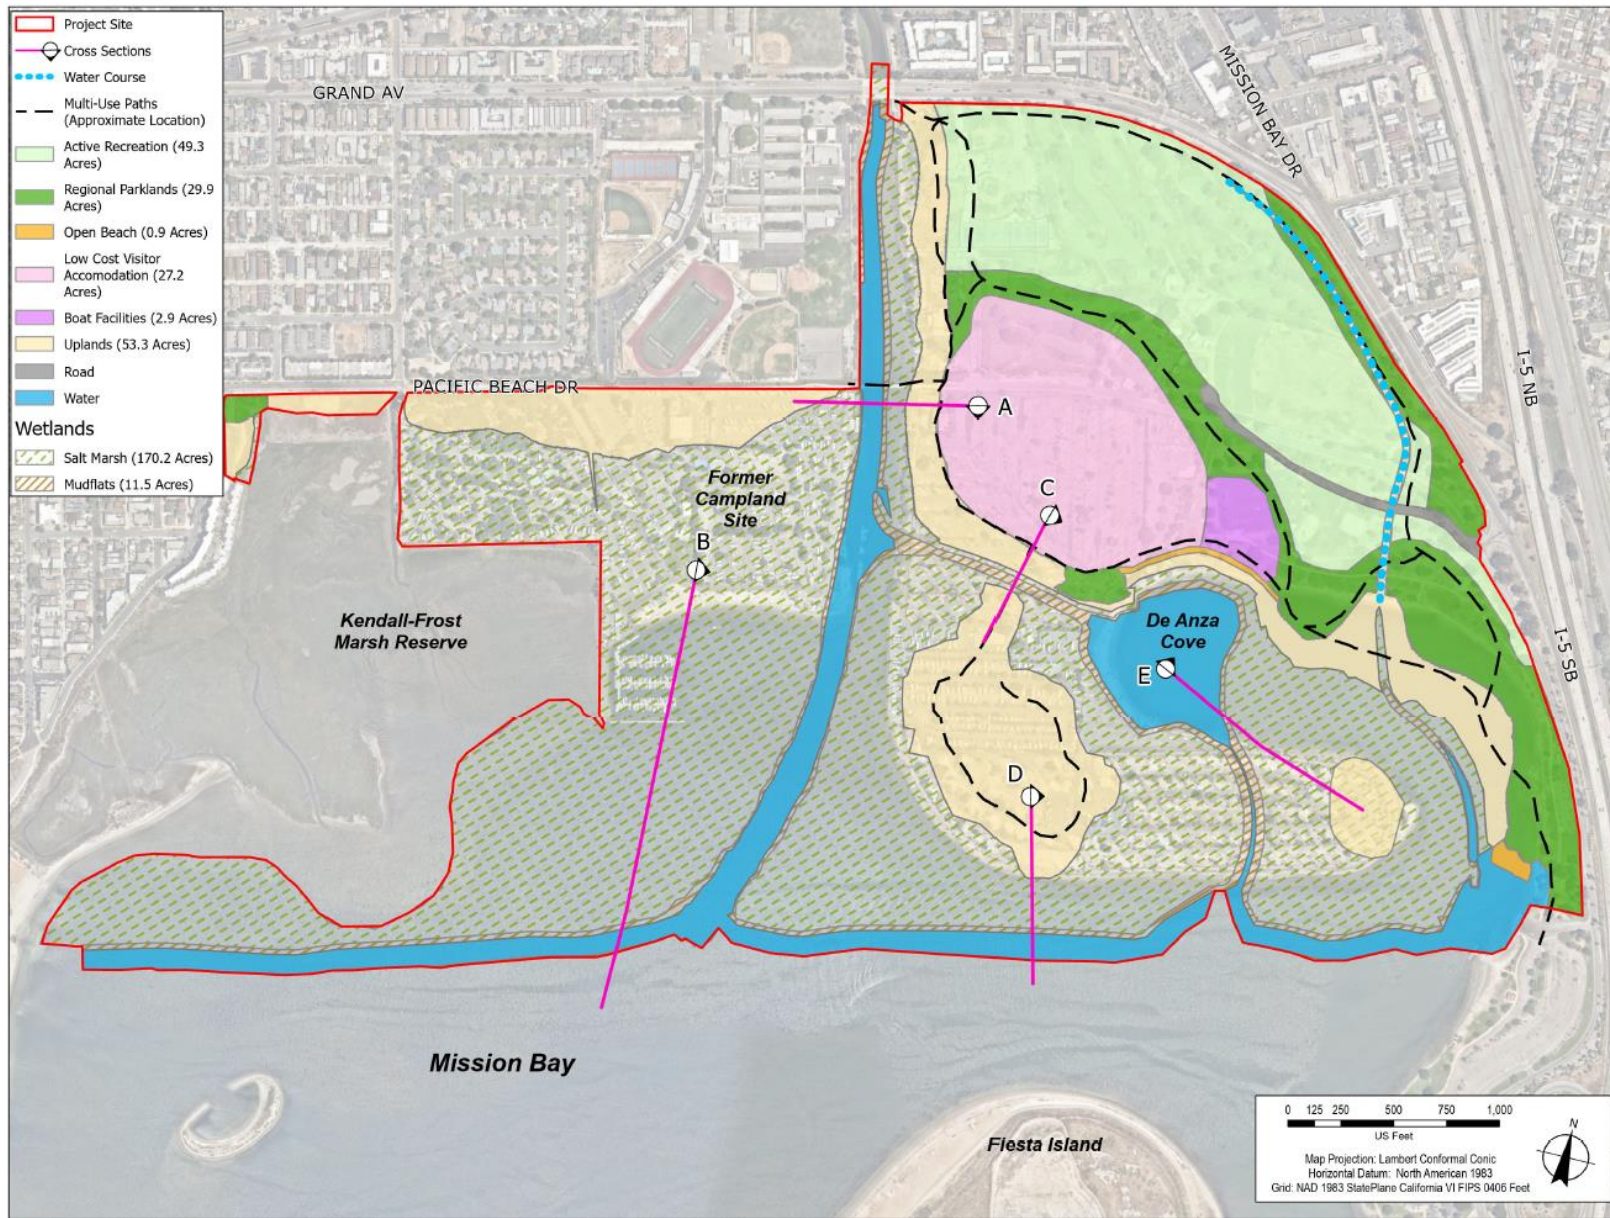 Project Site
Cross Sections
Water Course
Multi-Use Paths
(Approximate Location)
Active Recreation (49.3
Acres)
Regional Parklands (29.9
Acres)
Open Beach (0.9 Acres)
Low Cost Visitor
Accomodation (27.2
Acres)
Boat Facilities (2.9 Acres)
Uplands (53.3 Acres)
Road
Water
Wetlands
Salt Marsh (170.2 Acres)
Mudflats (11.5 Acres)
GRAND AV
MISSION BAY DR
PACIFIC BEACH DR
I-5 NB
A
C
Former
Campland
Site
B
Kendall-Frost
Marsh Reserve
De Anza
Cove
I-5 SB
E
D
Mission Bay
Fiesta Island
0 125 250 500 750 1,000
US Feet
N
Map Projection: Lambert Conformal Conic
Horizontal Datum: North American 1983
Grid: NAD 1983 StatePlane California VI FIPS 0406 Feet